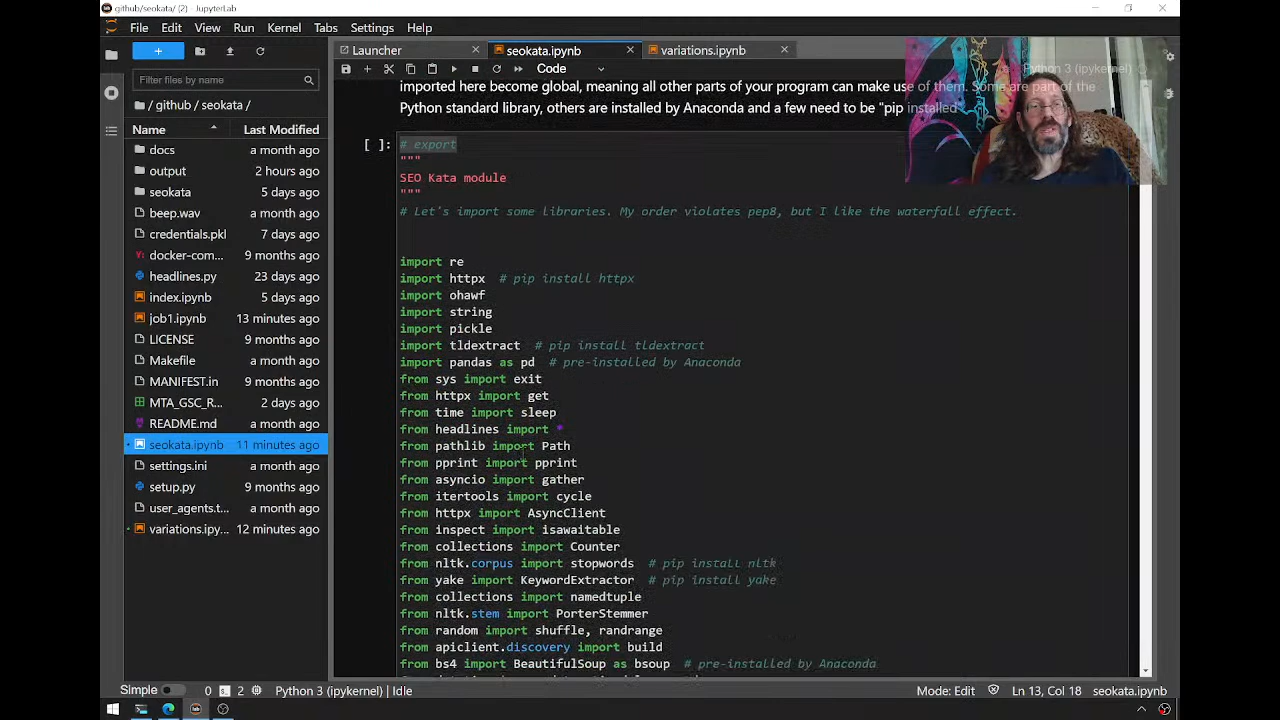 github/seokata/ (2) - JupyterLab
File Edit View Run Kernel Tabs Settings Help
Launcher
seokata.ipynb
variations.ipynb
Code
Python 3 (ipykernel)
Filter files by name
/ github / seokata /
Name Last Modified
docs a month ago
output 2 hours ago
seokata 5 days ago
beep.wav a month ago
credentials.pkl 7 days ago
docker-com... 9 months ago
headlines.py 23 days ago
index.ipynb 5 days ago
job1.ipynb 13 minutes ago
LICENSE 9 months ago
Makefile a month ago
MANIFEST.in 9 months ago
MTA_GSC_R... 2 days ago
README.md a month ago
seokata.ipynb 11 minutes ago
settings.ini a month ago
setup.py 9 months ago
user_agents.t... a month ago
variations.ipy... 12 minutes ago
imported here become global, meaning all other parts of your program can make use of them. Some are part of the
Python standard library, others are installed by Anaconda and a few need to be "pip installed
[ ]:
# export
"""
SEO Kata module
"""
# Let's import some libraries. My order violates pep8, but I like the waterfall effect.
import re
import httpx # pip install httpx
import ohawf
import string
import pickle
import tldextract # pip install tldextract
import pandas as pd # pre-installed by Anaconda
from sys import exit
from httpx import get
from time import sleep
from headlines import *
from pathlib import Path
from pprint import pprint
from asyncio import gather
from itertools import cycle
from httpx import AsyncClient
from inspect import isawaitable
from collections import Counter
from nltk.corpus import stopwords # pip install nltk
from yake import KeywordExtractor # pip install yake
from collections import namedtuple
from nltk.stem import PorterStemmer
from random import shuffle, randrange
from apiclient.discovery import build
from bs4 import BeautifulSoup as bsoup # pre-installed by Anaconda
Simple 0 2 Python 3 (ipykernel) | Idle
Mode: Edit Ln 13, Col 18 seokata.ipynb